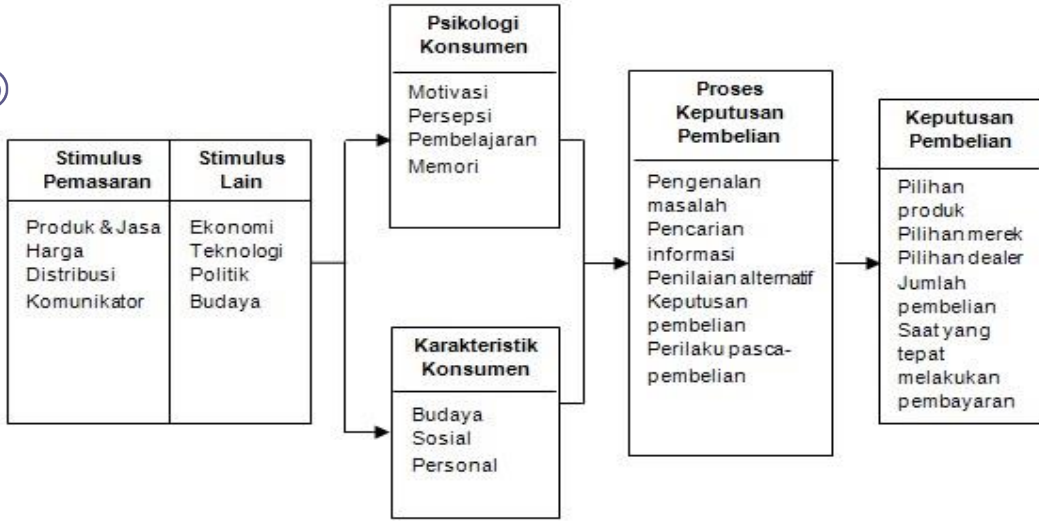 Stimulus
Pemasaran
Produk & Jasa
Harga
Distribusi
Komunikator
Stimulus
Lain
Ekonomi
Teknologi
Politik
Budaya
Psikologi
Konsumen
Motivasi
Persepsi
Pembelajaran
Memori
Karakteristik
Konsumen
Budaya
Sosial
Personal
Proses
Keputusan
Pembelian
Pengenalan
masalah
Pencarian
informasi
Penilaian alternatif
Keputusan
pembelian
Perilaku pasca-
pembelian
Keputusan
Pembelian
Pilihan
produk
Pilihan merek
Pilihan dealer
Jumlah
pembelian
Saat yang
tepat
melakukan
pembayaran